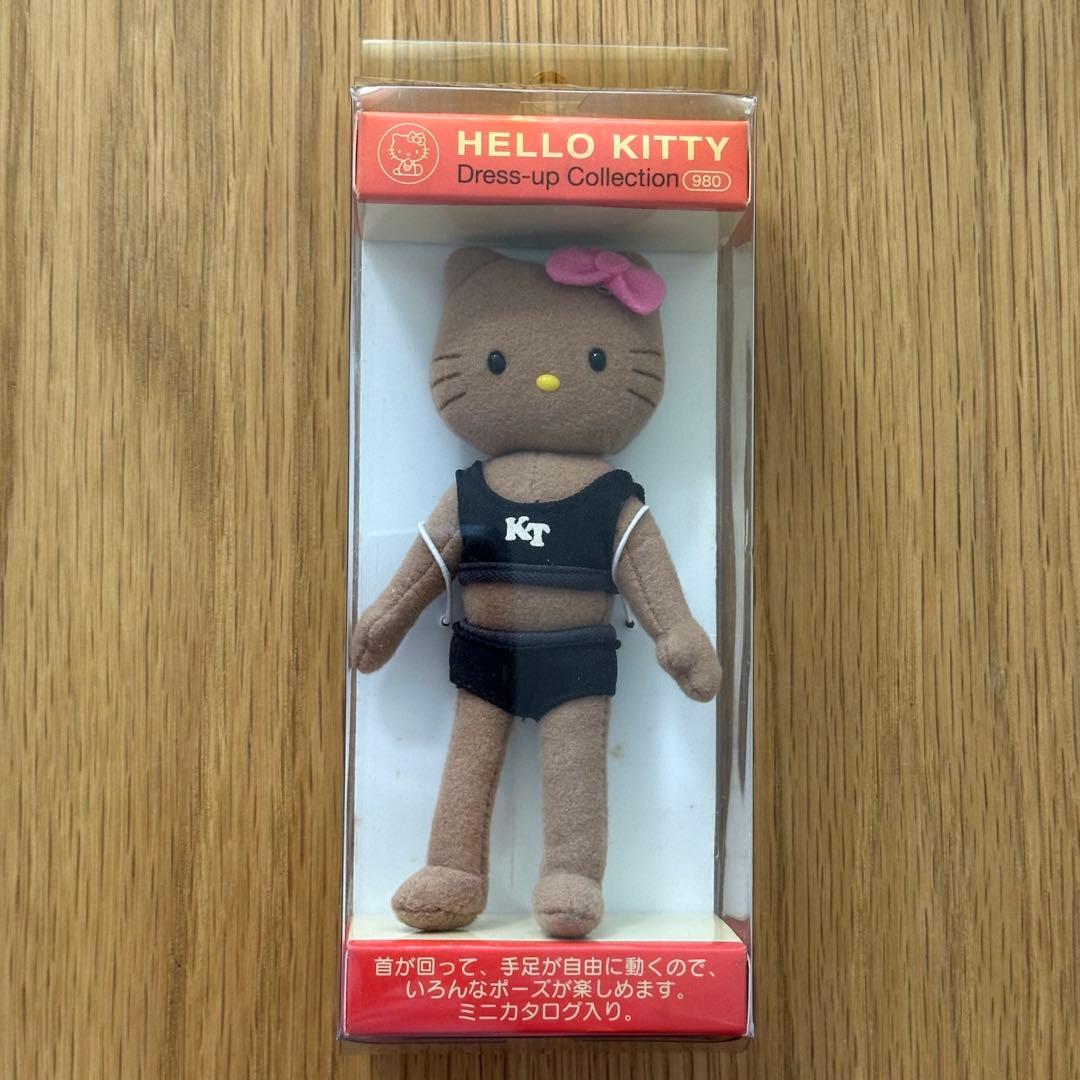 HELLO KITTY
Dress-up Collection 980
KT
首が回って、手足が自由に動くので、
いろんなポーズが楽しめます。
ミニカタログ入り。